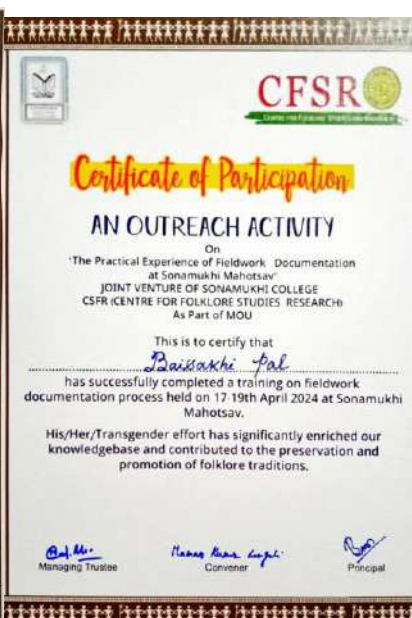 CFSR
Certificate of Participation
AN OUTREACH ACTIVITY
On
'The Practical Experience of Fieldwork Documentation
at Sonamukhi Mahotsav'
JOINT VENTURE OF SONAMUKHI COLLEGE
CSFR (CENTRE FOR FOLKLORE STUDIES RESEARCH)
As Part of MOU
This is to certify that
Baissakhi Pal
has successfully completed a training on fieldwork
documentation process held on 17-19th April 2024 at Sonamukhi
Mahotsav.
His/Her/Transgender effort has significantly enriched our
knowledgebase and contributed to the preservation and
promotion of folklore traditions.
Managing Trustee
Convener
Principal